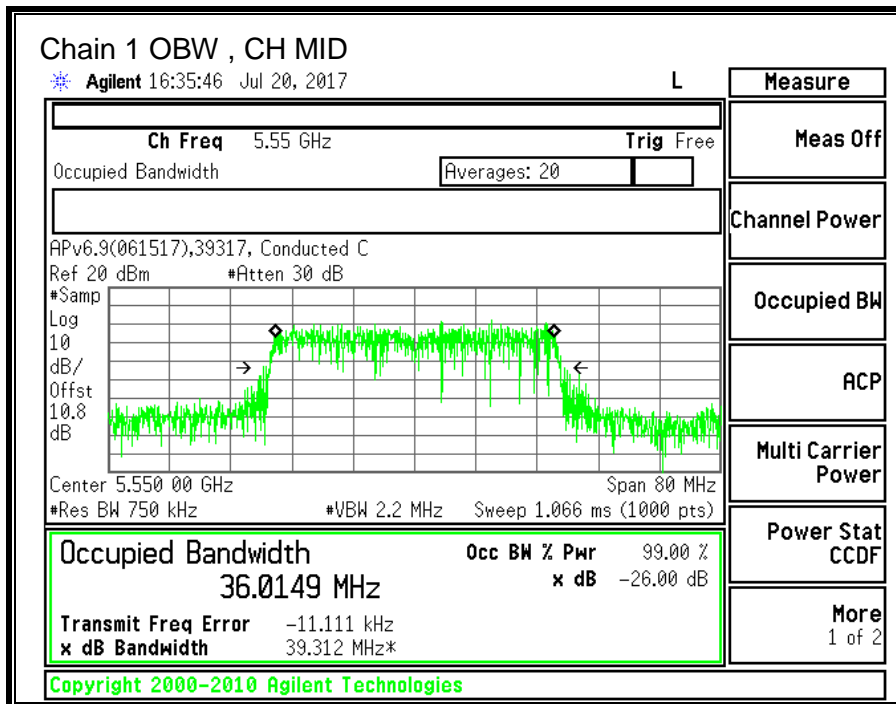 Chain 1 OBW , CH MID
Agilent 16:35:46 Jul 20, 2017 L
Measure
Ch Freq 5.55 GHz Trig Free
Meas Off
Occupied Bandwidth Averages: 20
Channel Power
APv6.9(061517),39317, Conducted C
Ref 20 dBm #Atten 30 dB
#Samp
Log
10
dB/
Offst
10.8
dB
Occupied BW
ACP
Multi Carrier
Power
Center 5.550 00 GHz Span 80 MHz
#Res BW 750 kHz #VBW 2.2 MHz Sweep 1.066 ms (1000 pts)
Power Stat
CCDF
Occupied Bandwidth Occ BW % Pwr 99.00 %
36.0149 MHz x dB -26.00 dB
Transmit Freq Error -11.111 kHz
x dB Bandwidth 39.312 MHz*
More
1 of 2
Copyright 2000-2010 Agilent Technologies